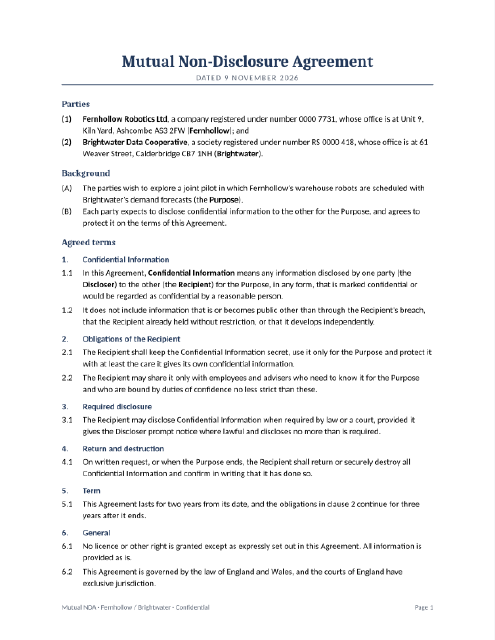 Mutual Non-Disclosure Agreement
DATED 9 NOVEMBER 2026
Parties
(1) Fernhollow Robotics Ltd, a company registered under number 0000 7731, whose office is at Unit 9,
Kiln Yard, Ashcombe AS3 2FW (Fernhollow); and
(2) Brightwater Data Cooperative, a society registered under number RS 0000 418, whose office is at 61
Weaver Street, Calderbridge CB7 1NH (Brightwater).
Background
(A) The parties wish to explore a joint pilot in which Fernhollow's warehouse robots are scheduled with
Brightwater's demand forecasts (the Purpose).
(B) Each party expects to disclose confidential information to the other for the Purpose, and agrees to
protect it on the terms of this Agreement.
Agreed terms
1. Confidential Information
1.1 In this Agreement, Confidential Information means any information disclosed by one party (the
Discloser) to the other (the Recipient) for the Purpose, in any form, that is marked confidential or
would be regarded as confidential by a reasonable person.
1.2 It does not include information that is or becomes public other than through the Recipient's breach,
that the Recipient already held without restriction, or that it develops independently.
2. Obligations of the Recipient
2.1 The Recipient shall keep the Confidential Information secret, use it only for the Purpose and protect it
with at least the care it gives its own confidential information.
2.2 The Recipient may share it only with employees and advisers who need to know it for the Purpose
and who are bound by duties of confidence no less strict than these.
3. Required disclosure
3.1 The Recipient may disclose Confidential Information when required by law or a court, provided it
gives the Discloser prompt notice where lawful and discloses no more than is required.
4. Return and destruction
4.1 On written request, or when the Purpose ends, the Recipient shall return or securely destroy all
Confidential Information and confirm in writing that it has done so.
5. Term
5.1 This Agreement lasts for two years from its date, and the obligations in clause 2 continue for three
years after it ends.
6. General
6.1 No licence or other right is granted except as expressly set out in this Agreement. All information is
provided as is.
6.2 This Agreement is governed by the law of England and Wales, and the courts of England have
exclusive jurisdiction.
Mutual NDA · Fernhollow / Brightwater · Confidential Page 1